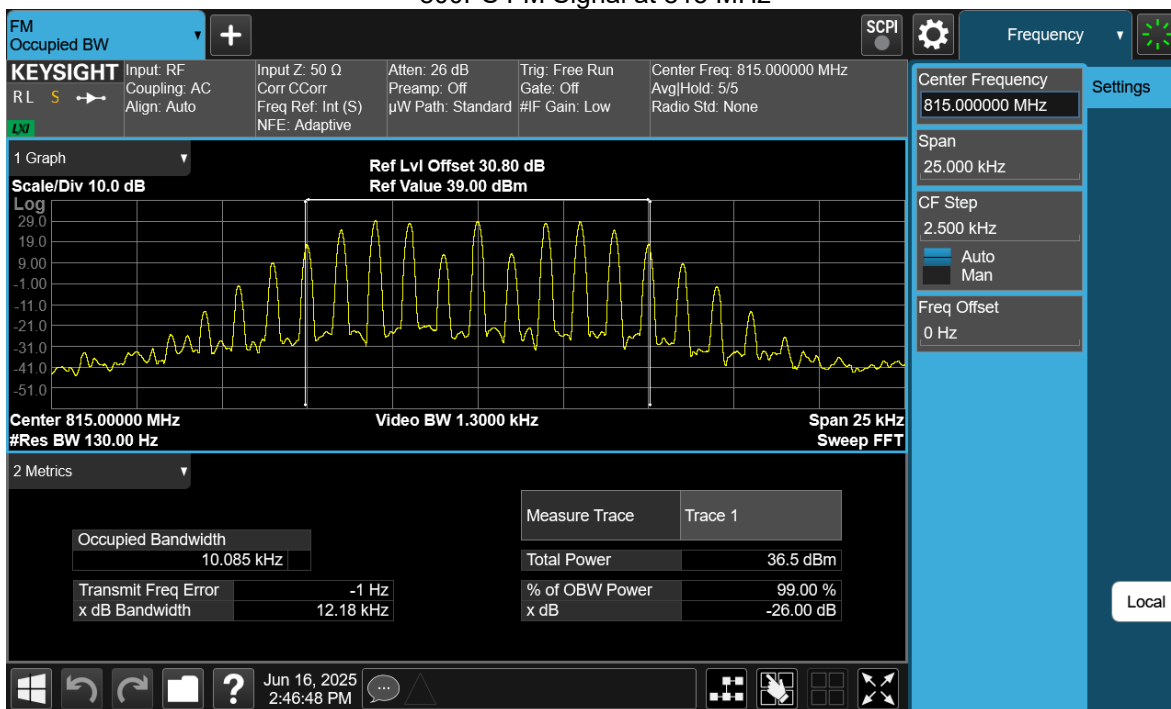 FM
Occupied BW
+
SCPI
Frequency
KEYSIGHT
R L S
LXI
Input: RF
Coupling: AC
Align: Auto
Input Z: 50 Ω
Corr CCorr
Freq Ref: Int (S)
NFE: Adaptive
Atten: 26 dB
Preamp: Off
µW Path: Standard
Trig: Free Run
Gate: Off
#IF Gain: Low
Center Freq: 815.000000 MHz
Avg|Hold: 5/5
Radio Std: None
Center Frequency
815.000000 MHz
Settings
Span
25.000 kHz
CF Step
2.500 kHz
Auto
Man
Freq Offset
0 Hz
Local
1 Graph
Scale/Div 10.0 dB
Ref Lvl Offset 30.80 dB
Ref Value 39.00 dBm
Log
29.0
19.0
9.00
-1.00
-11.0
-21.0
-31.0
-41.0
-51.0
Center 815.00000 MHz
#Res BW 130.00 Hz
Video BW 1.3000 kHz
Span 25 kHz
Sweep FFT
2 Metrics
Measure Trace Trace 1
Occupied Bandwidth
10.085 kHz
Total Power 36.5 dBm
Transmit Freq Error -1 Hz
x dB Bandwidth 12.18 kHz
% of OBW Power 99.00 %
x dB -26.00 dB
?
Jun 16, 2025
2:46:48 PM